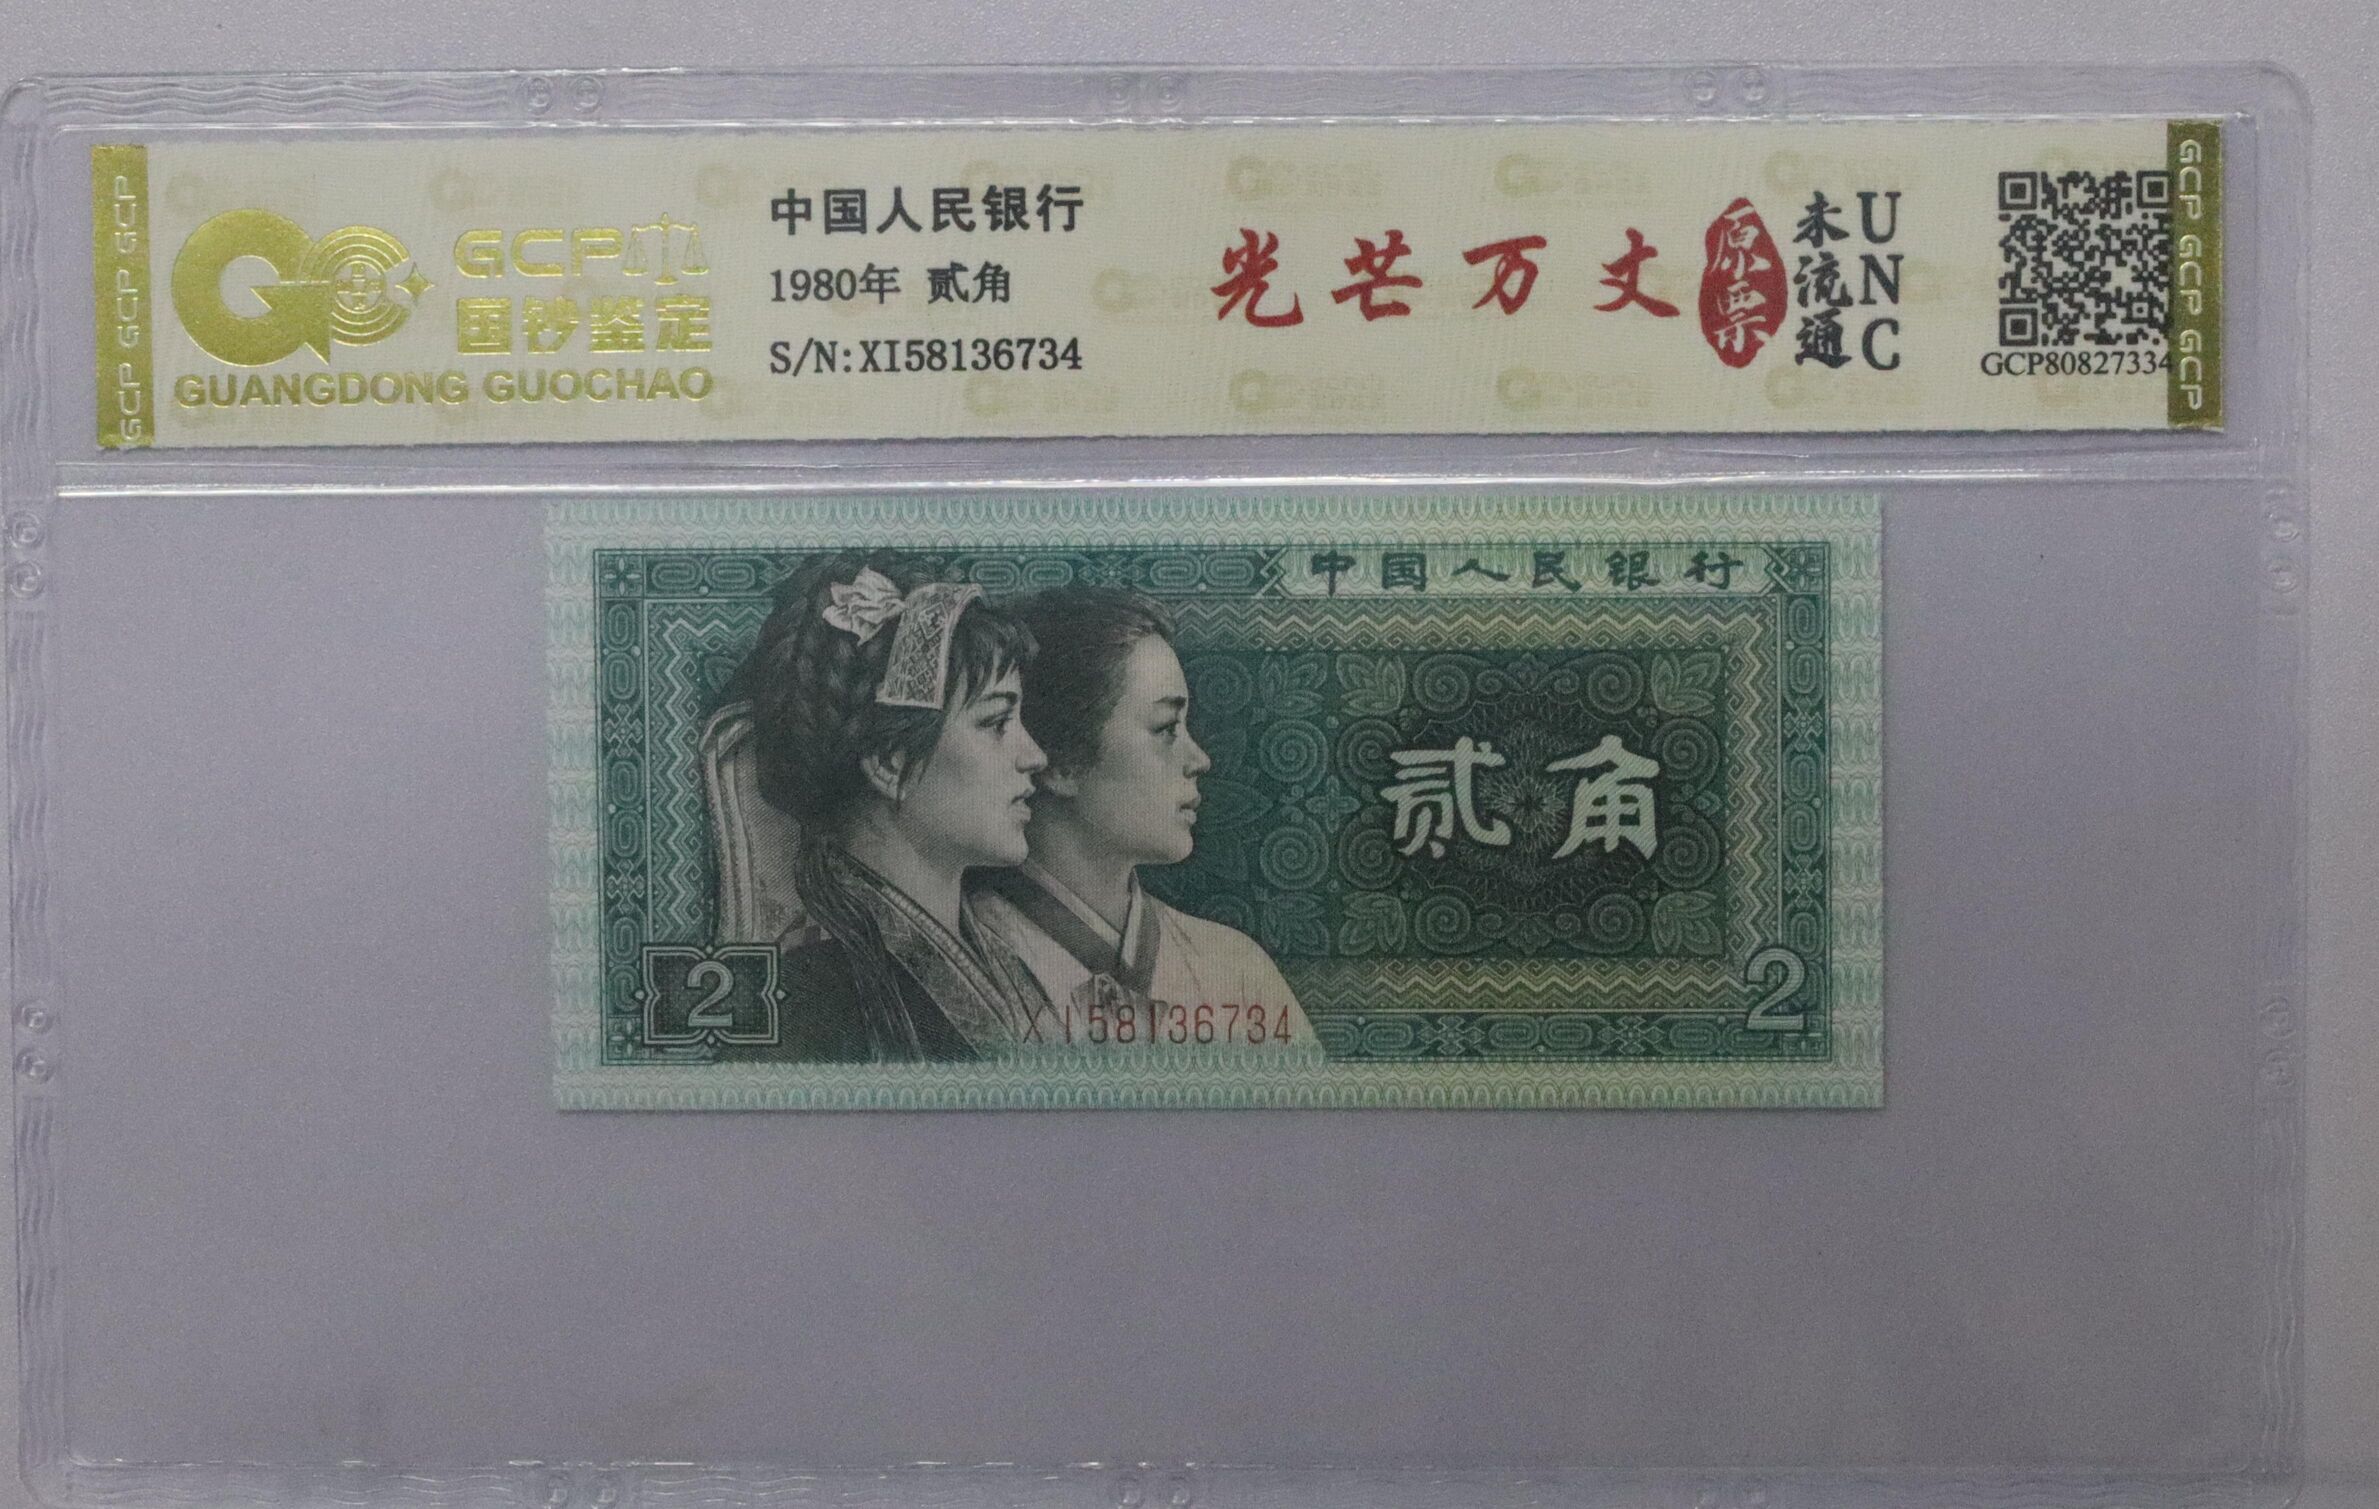 GCP GCP GCP
GCP
国钞鉴定
GUANGDONG GUOCHAO
中国人民银行
1980年 贰角
S/N:XI58136734
光芒万丈
原票
未流通
UNC
GCP80827334
GCP GCP GCP
中国人民银行
贰角
2
XI58136734
2